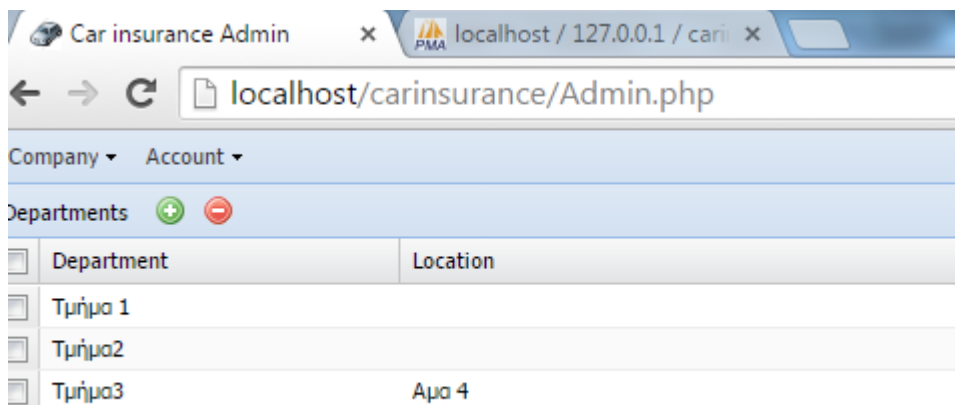 Car insurance Admin
PMA localhost / 127.0.0.1 / cari
localhost/carinsurance/Admin.php
Company Account
Departments
Department Location
Τμήμα 1
Τμήμα2
Τμήμα3 Αμα 4